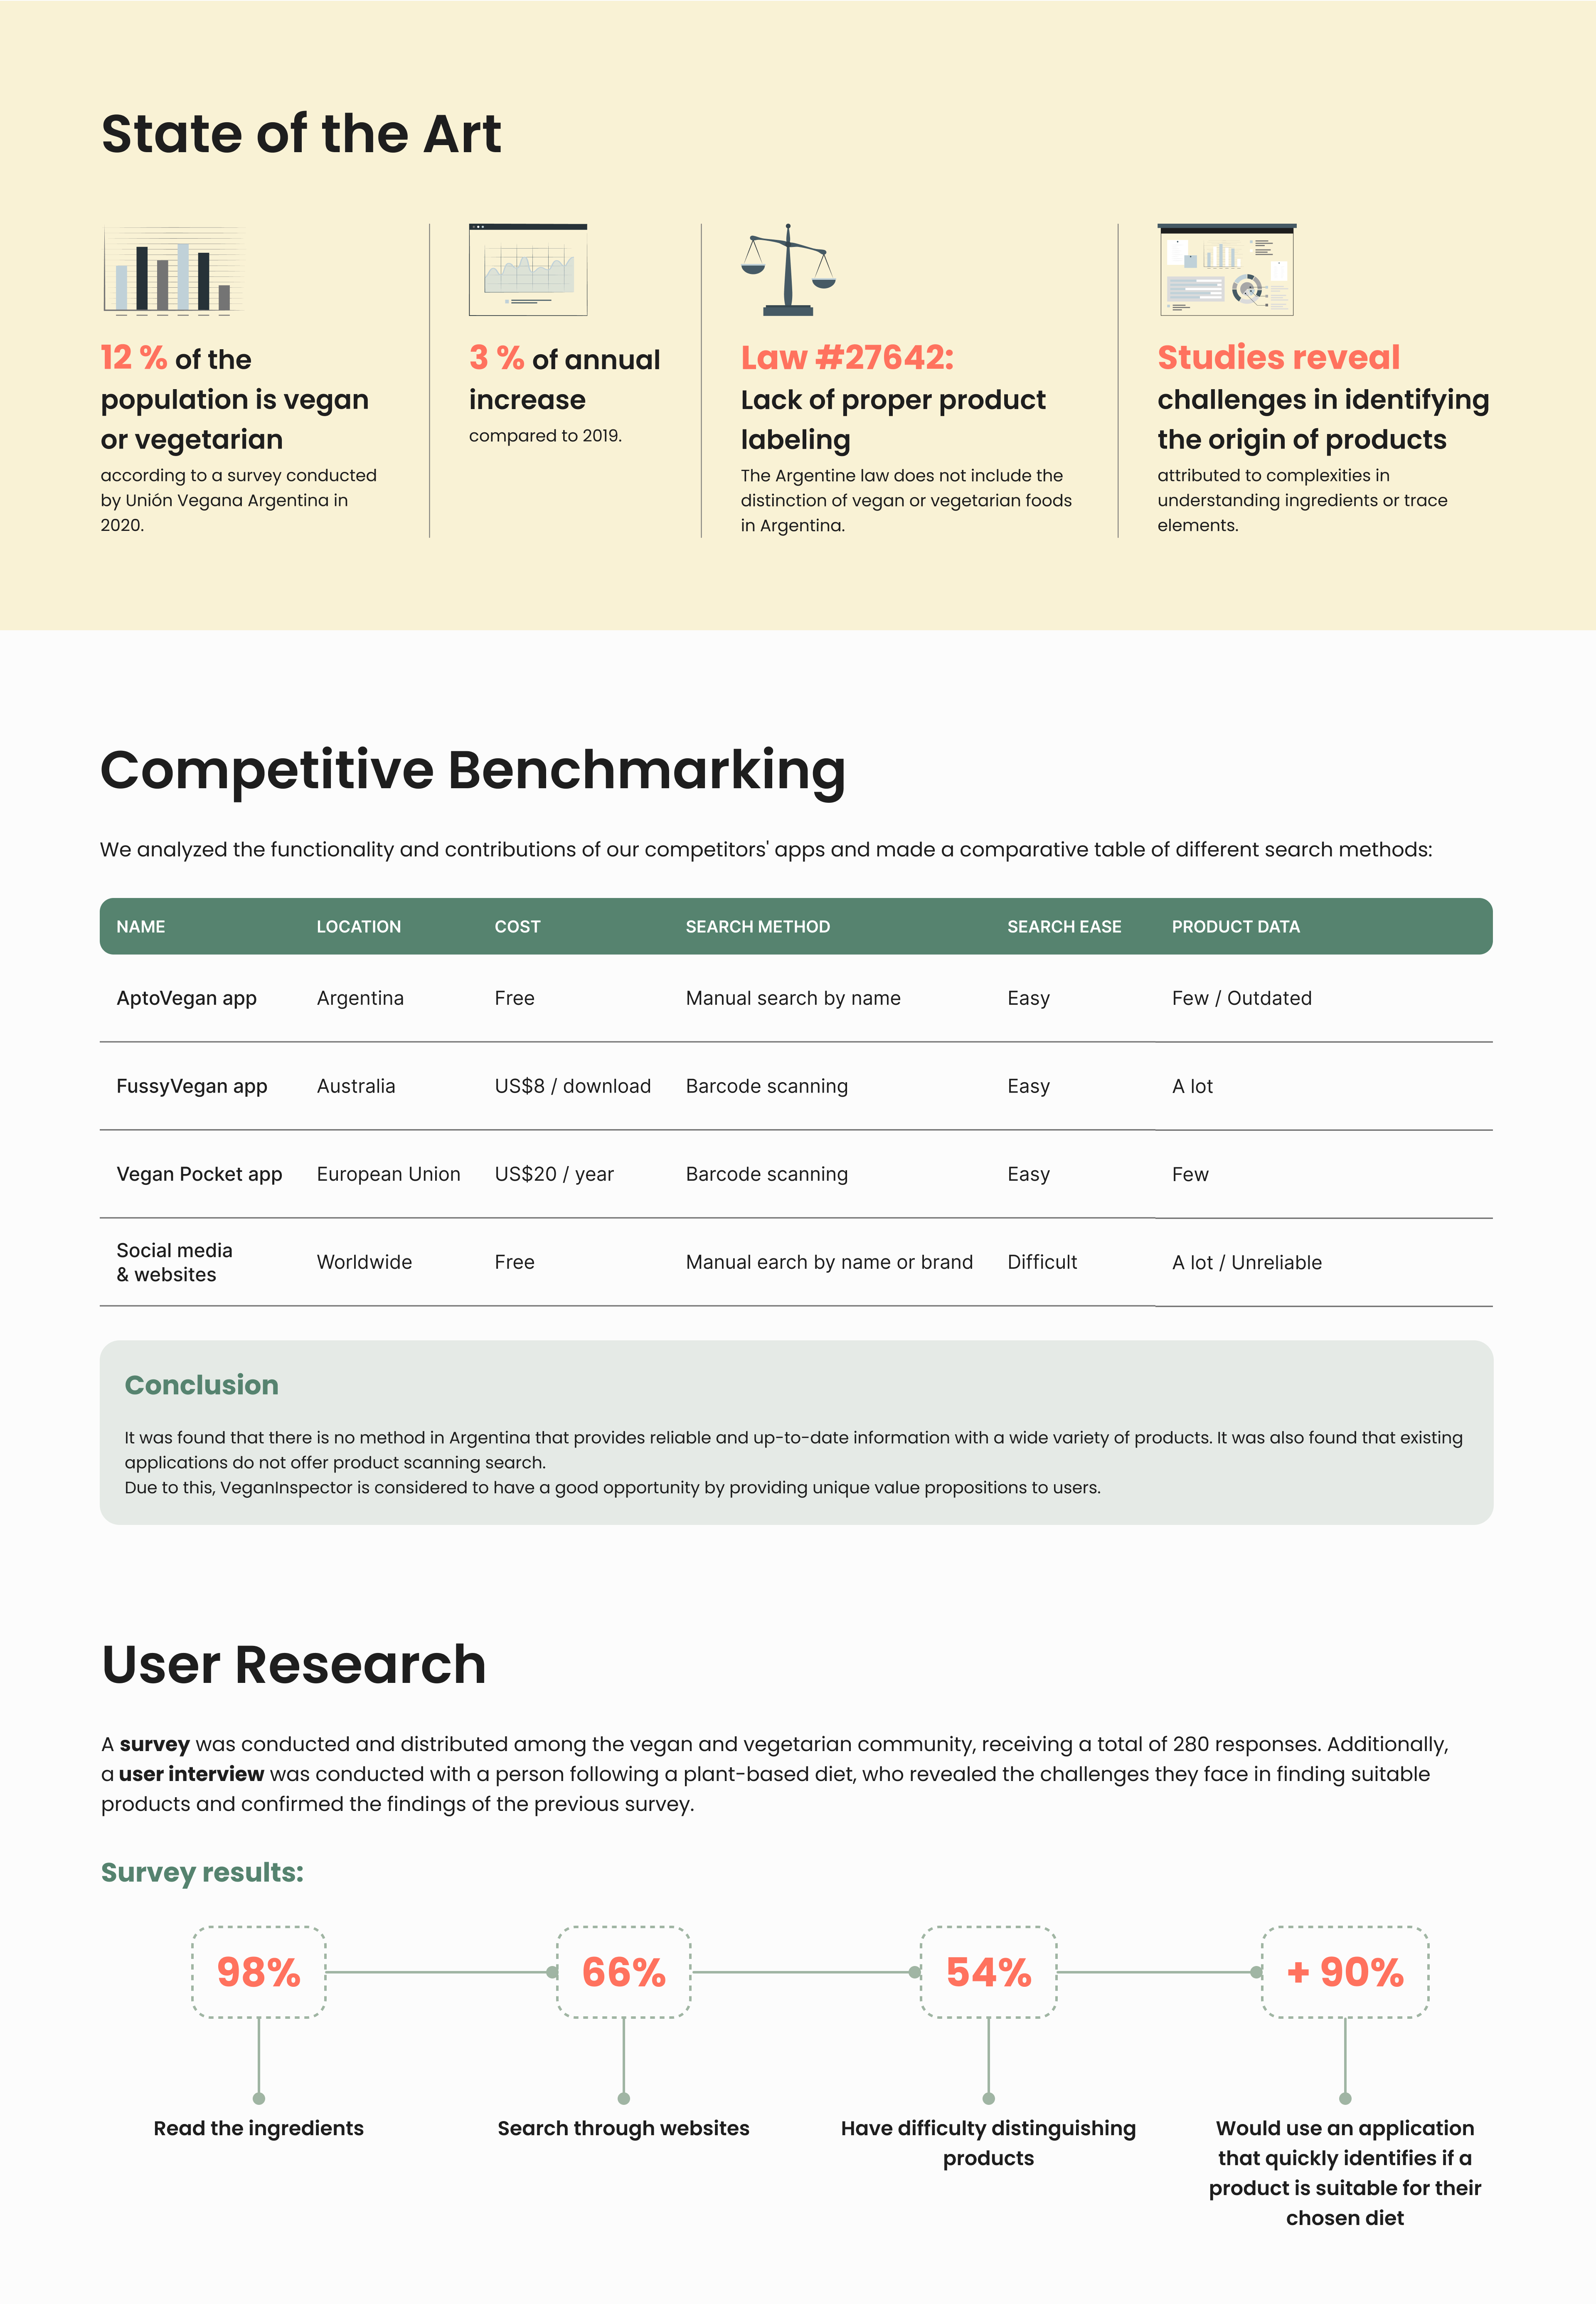 State of the Art
12 % of the
population is vegan
or vegetarian
according to a survey conducted
by Unión Vegana Argentina in
2020.
3 % of annual
increase
compared to 2019.
Law #27642:
Lack of proper product
labeling
The Argentine law does not include the
distinction of vegan or vegetarian foods
in Argentina.
Studies reveal
challenges in identifying
the origin of products
attributed to complexities in
understanding ingredients or trace
elements.
Competitive Benchmarking
We analyzed the functionality and contributions of our competitors' apps and made a comparative table of different search methods:
NAME LOCATION COST SEARCH METHOD SEARCH EASE PRODUCT DATA
AptoVegan app Argentina Free Manual search by name Easy Few / Outdated
FussyVegan app Australia US$8 / download Barcode scanning Easy A lot
Vegan Pocket app European Union US$20 / year Barcode scanning Easy Few
Social media
& websites Worldwide Free Manual earch by name or brand Difficult A lot / Unreliable
Conclusion
It was found that there is no method in Argentina that provides reliable and up-to-date information with a wide variety of products. It was also found that existing
applications do not offer product scanning search.
Due to this, VeganInspector is considered to have a good opportunity by providing unique value propositions to users.
User Research
A survey was conducted and distributed among the vegan and vegetarian community, receiving a total of 280 responses. Additionally,
a user interview was conducted with a person following a plant-based diet, who revealed the challenges they face in finding suitable
products and confirmed the findings of the previous survey.
Survey results:
98% 66% 54% + 90%
Read the ingredients
Search through websites
Have difficulty distinguishing
products
Would use an application
that quickly identifies if a
product is suitable for their
chosen diet